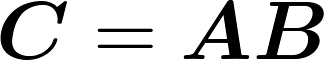 C = AB